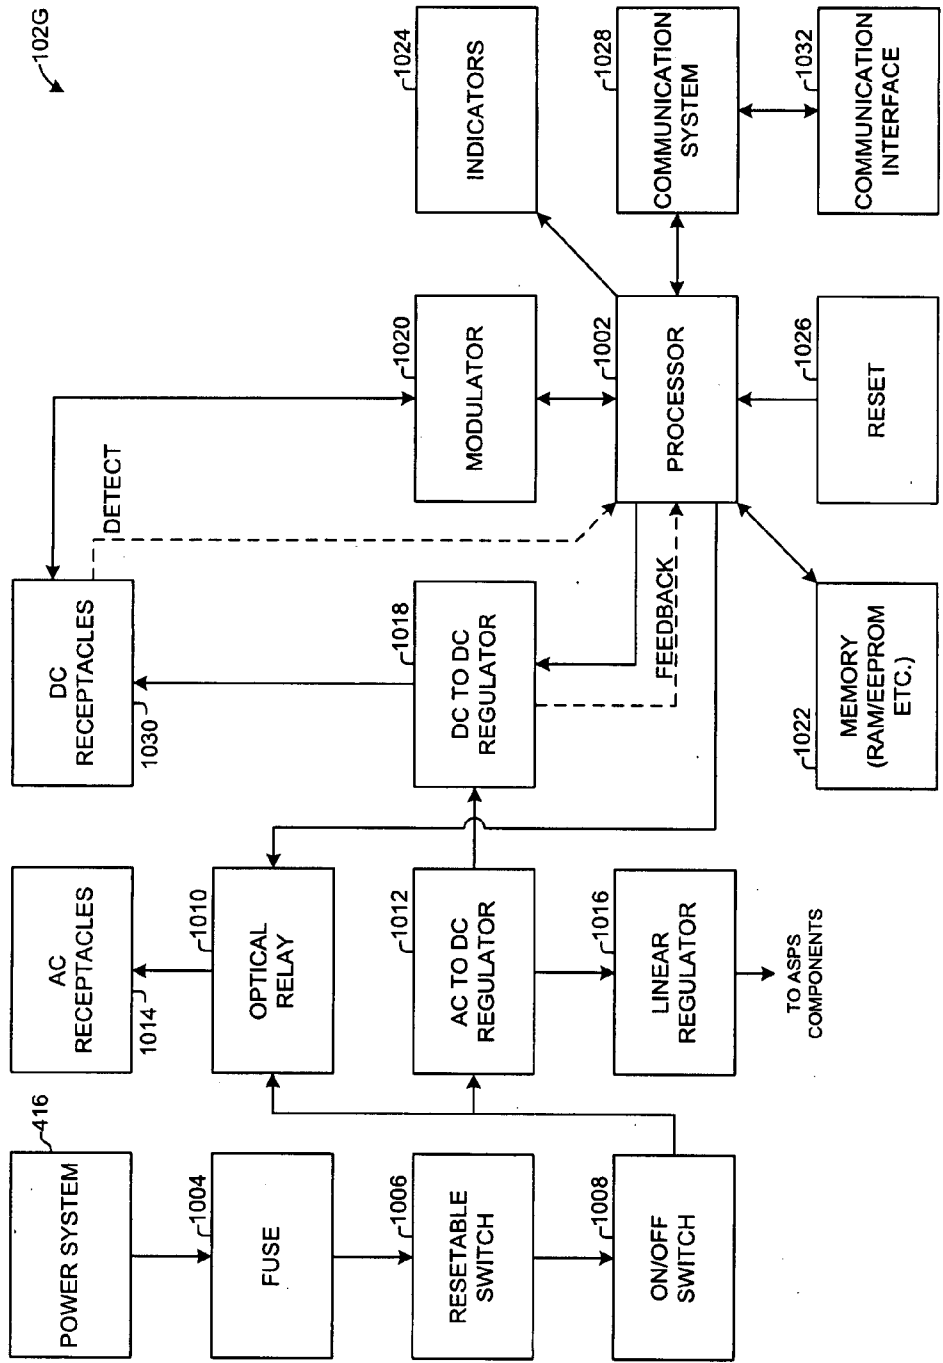 102G
POWER SYSTEM
416
FUSE
1004
RESETABLE
SWITCH
1006
ON/OFF
SWITCH
1008
AC
RECEPTACLES
1014
OPTICAL
RELAY
1010
AC TO DC
REGULATOR
1012
LINEAR
REGULATOR
1016
TO ASPS
COMPONENTS
DC
RECEPTACLES
1030
DC TO DC
REGULATOR
1018
DETECT
FEEDBACK
MEMORY
(RAM/EEPROM
ETC.)
1022
MODULATOR
1020
PROCESSOR
1002
RESET
1026
INDICATORS
1024
COMMUNICATION
SYSTEM
1028
COMMUNICATION
INTERFACE
1032